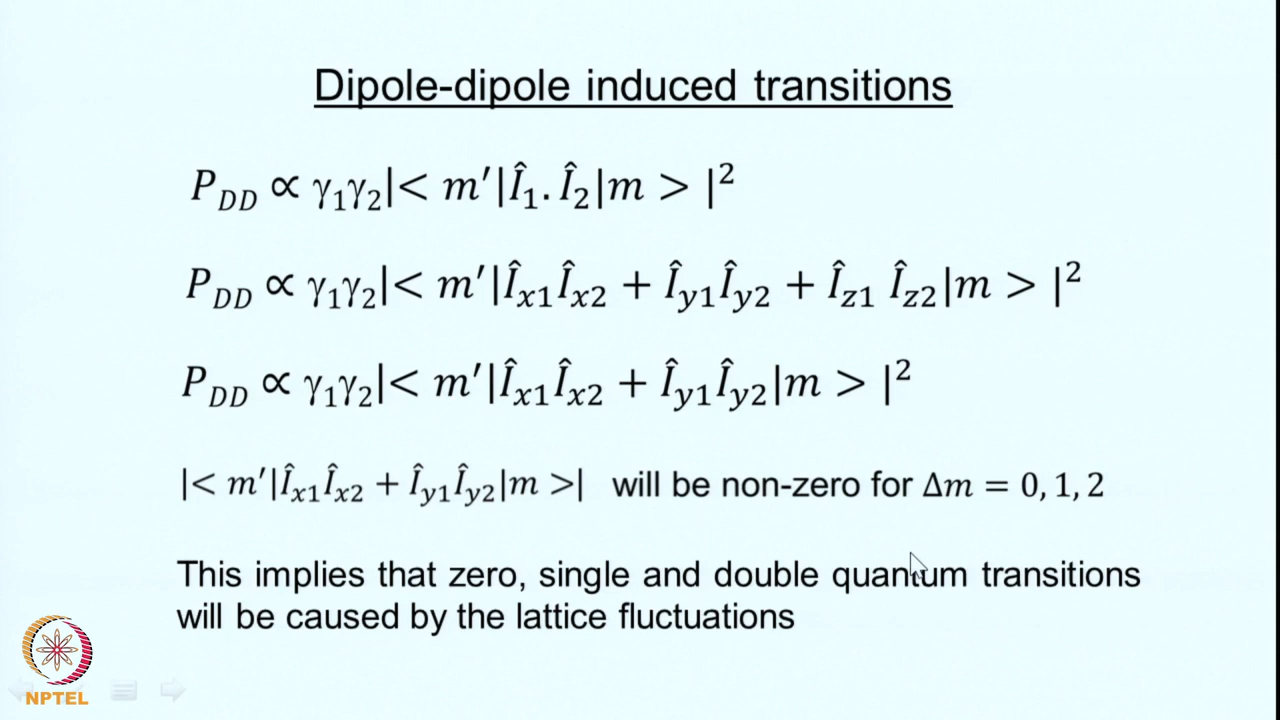 Dipole-dipole induced transitions
P_DD ∝ γ₁γ₂|< m′|Î₁.Î₂|m > |²
P_DD ∝ γ₁γ₂|< m′|Î_x1Î_x2 + Î_y1Î_y2 + Î_z1 Î_z2|m > |²
P_DD ∝ γ₁γ₂|< m′|Î_x1Î_x2 + Î_y1Î_y2|m > |²
|< m′|Î_x1Î_x2 + Î_y1Î_y2|m >| will be non-zero for Δm = 0, 1, 2
This implies that zero, single and double quantum transitions
will be caused by the lattice fluctuations
NPTEL